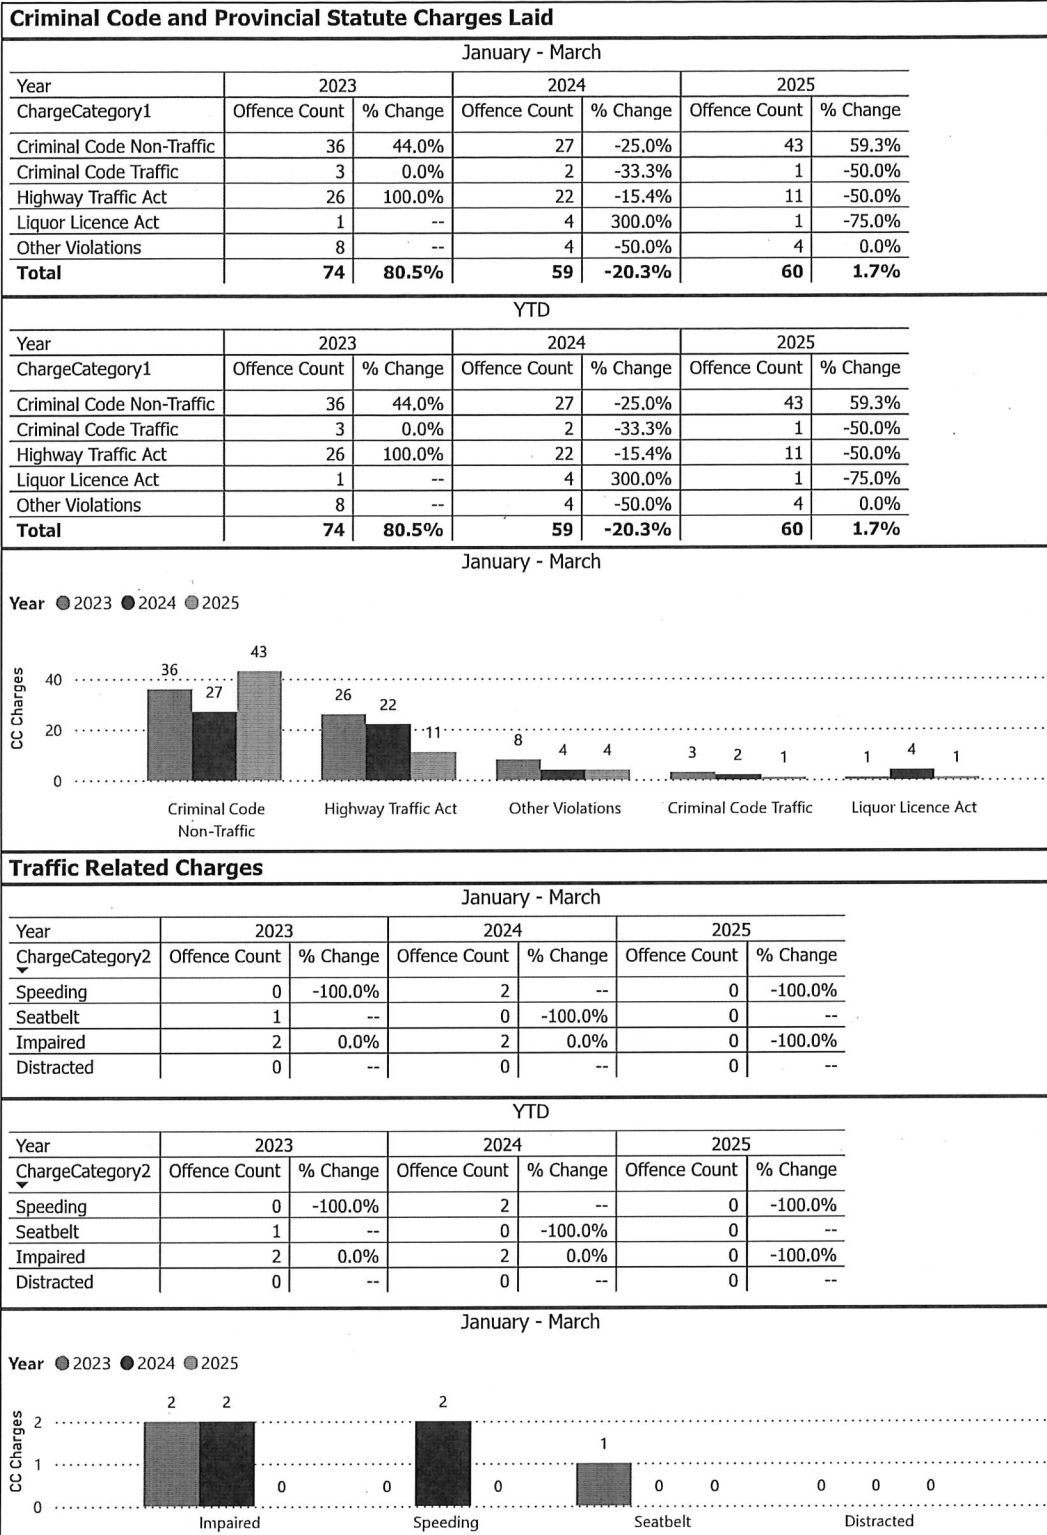 Criminal Code and Provincial Statute Charges Laid
January - March
Year 2023 2024 2025
ChargeCategory1 Offence Count % Change Offence Count % Change Offence Count % Change
Criminal Code Non-Traffic 36 44.0% 27 -25.0% 43 59.3%
Criminal Code Traffic 3 0.0% 2 -33.3% 1 -50.0%
Highway Traffic Act 26 100.0% 22 -15.4% 11 -50.0%
Liquor Licence Act 1 -- 4 300.0% 1 -75.0%
Other Violations 8 -- 4 -50.0% 4 0.0%
Total 74 80.5% 59 -20.3% 60 1.7%
YTD
Year 2023 2024 2025
ChargeCategory1 Offence Count % Change Offence Count % Change Offence Count % Change
Criminal Code Non-Traffic 36 44.0% 27 -25.0% 43 59.3%
Criminal Code Traffic 3 0.0% 2 -33.3% 1 -50.0%
Highway Traffic Act 26 100.0% 22 -15.4% 11 -50.0%
Liquor Licence Act 1 -- 4 300.0% 1 -75.0%
Other Violations 8 -- 4 -50.0% 4 0.0%
Total 74 80.5% 59 -20.3% 60 1.7%
January - March
Year 2023 2024 2025
CC Charges
40
20
0
36 27 43
26 22 11
8 4 4
3 2 1
1 4 1
Criminal Code
Non-Traffic
Highway Traffic Act
Other Violations
Criminal Code Traffic
Liquor Licence Act
Traffic Related Charges
January - March
Year 2023 2024 2025
ChargeCategory2 Offence Count % Change Offence Count % Change Offence Count % Change
Speeding 0 -100.0% 2 -- 0 -100.0%
Seatbelt 1 -- 0 -100.0% 0 --
Impaired 2 0.0% 2 0.0% 0 -100.0%
Distracted 0 -- 0 -- 0 --
YTD
Year 2023 2024 2025
ChargeCategory2 Offence Count % Change Offence Count % Change Offence Count % Change
Speeding 0 -100.0% 2 -- 0 -100.0%
Seatbelt 1 -- 0 -100.0% 0 --
Impaired 2 0.0% 2 0.0% 0 -100.0%
Distracted 0 -- 0 -- 0 --
January - March
Year 2023 2024 2025
CC Charges
2
1
0
2 2 0
0 2 0
1 0 0
0 0 0
Impaired
Speeding
Seatbelt
Distracted